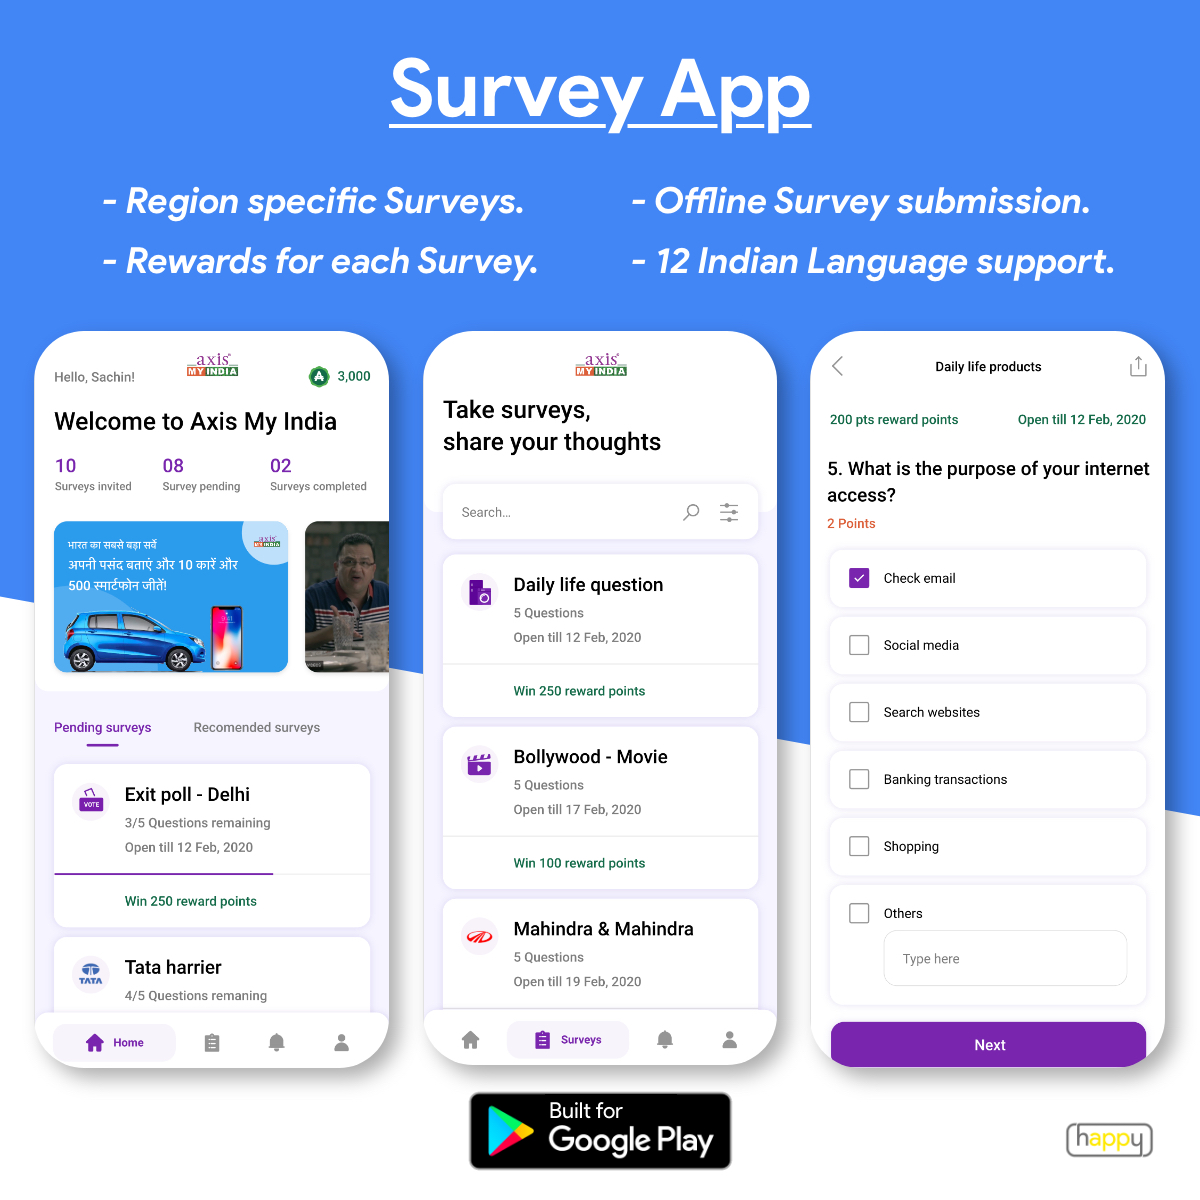 Survey App
- Region specific Surveys.
- Offline Survey submission.
- Rewards for each Survey.
- 12 Indian Language support.
Hello, Sachin!
axis
MY INDIA
3,000
Welcome to Axis My India
10
08
02
Surveys invited
Survey pending
Surveys completed
भारत का सबसे बड़ा सर्वे
अपनी पसंद बताएं और 10 कारें और
500 स्मार्टफोन जीतें!
axis
MY INDIA
9:41
Pending surveys
Recomended surveys
VOTE
Exit poll - Delhi
3/5 Questions remaining
Open till 12 Feb, 2020
Win 250 reward points
TATA
Tata harrier
4/5 Questions remaning
Home
axis
MY INDIA
Take surveys,
share your thoughts
Search...
Daily life question
5 Questions
Open till 12 Feb, 2020
Win 250 reward points
Bollywood - Movie
5 Questions
Open till 17 Feb, 2020
Win 100 reward points
Mahindra & Mahindra
5 Questions
Open till 19 Feb, 2020
Surveys
Daily life products
200 pts reward points
Open till 12 Feb, 2020
5. What is the purpose of your internet
access?
2 Points
Check email
Social media
Search websites
Banking transactions
Shopping
Others
Type here
Next
Built for
Google Play
happy